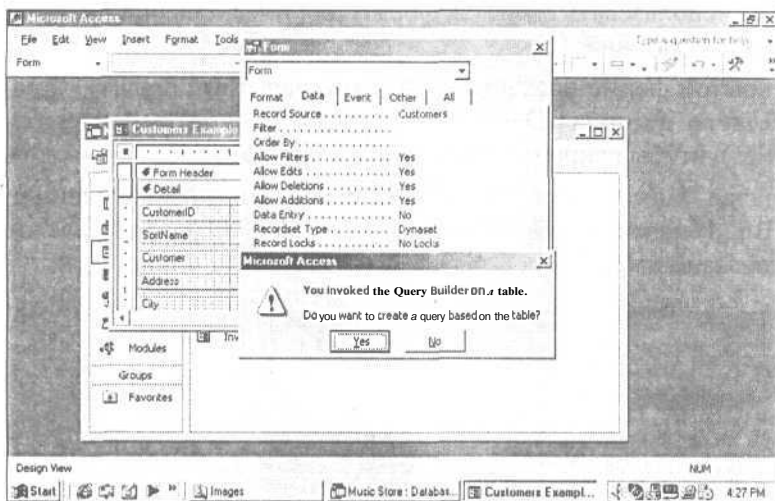 Microsoft Access
File Edit View Insert Format Tools
Type a question for help
Form
Form
Form
Format Data Event Other All
Record Source . . . . . . . . . . Customers
Filter . . . . . . . . . . . . . . . . .
Order By . . . . . . . . . . . . . .
Allow Filters . . . . . . . . . . . Yes
Allow Edits . . . . . . . . . . . . Yes
Allow Deletions . . . . . . . . . Yes
Allow Additions . . . . . . . . . Yes
Data Entry . . . . . . . . . . . . No
Recordset Type . . . . . . . . . Dynaset
Record Locks . . . . . . . . . . No Locks
Customers Example
Form Header
Detail
CustomerID
SortName
Customer
Address
City
Microsoft Access
You invoked the Query Builder on a table.
Do you want to create a query based on the table?
Yes No
Inv
Modules
Groups
Favorites
Design View
NUM
Start
Images
Music Store : Databas...
Customers Exampl...
4:27 PM